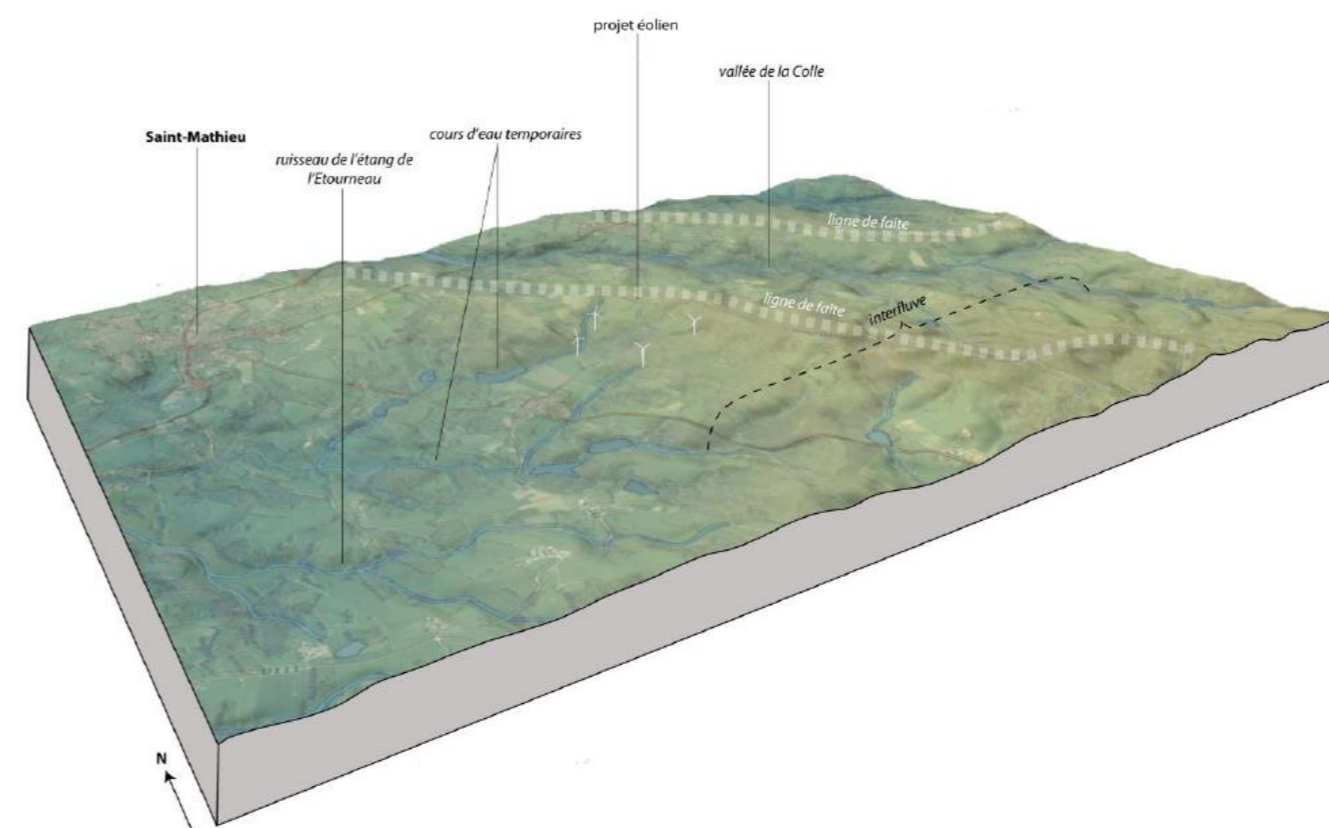 projet éolien
vallée de la Colle
Saint-Mathieu
cours d'eau temporaires
ruisseau de l'étang de
l'Etourneau
ligne de faîte
ligne de faîte
interfluve
N